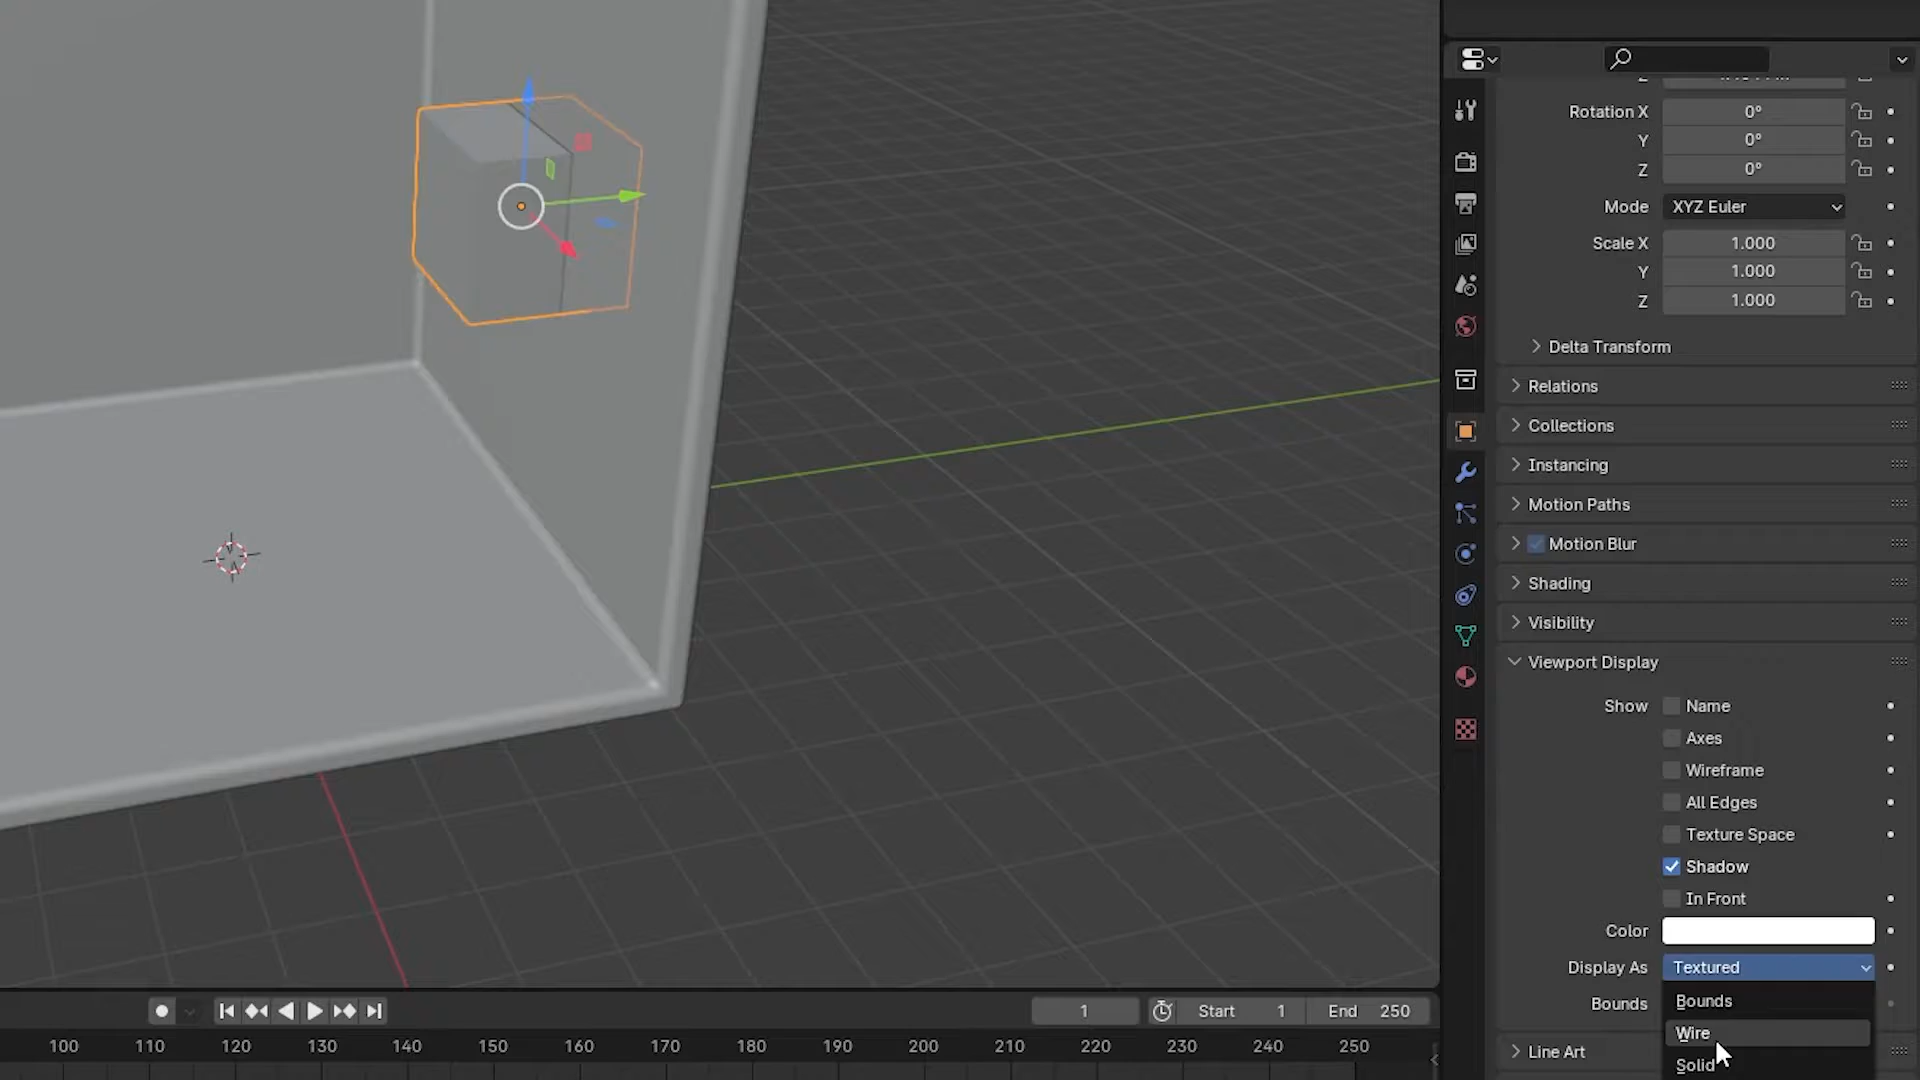 Rotation X 0°
Y 0°
Z 0°
Mode XYZ Euler
Scale X 1.000
Y 1.000
Z 1.000
Delta Transform
Relations
Collections
Instancing
Motion Paths
Motion Blur
Shading
Visibility
Viewport Display
Show Name
Axes
Wireframe
All Edges
Texture Space
Shadow
In Front
Color
Display As Textured
Bounds Bounds
Wire
Line Art Solid
1 Start 1 End 250
100 110 120 130 140 150 160 170 180 190 200 210 220 230 240 250